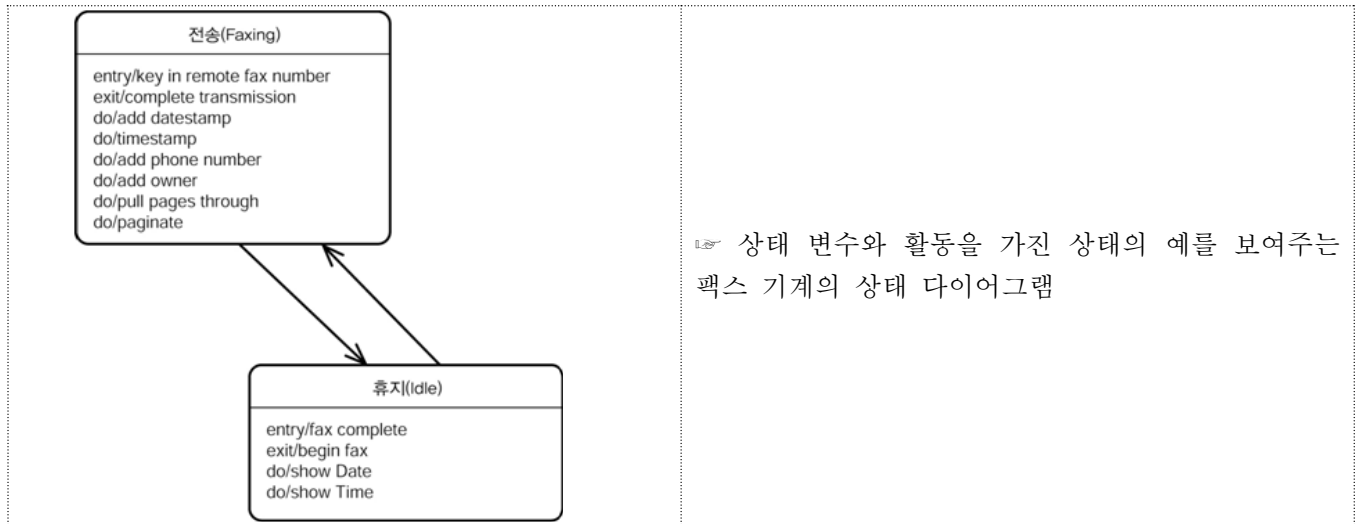 전송(Faxing)
entry/key in remote fax number
exit/complete transmission
do/add datestamp
do/timestamp
do/add phone number
do/add owner
do/pull pages through
do/paginate
휴지(Idle)
entry/fax complete
exit/begin fax
do/show Date
do/show Time
☞ 상태 변수와 활동을 가진 상태의 예를 보여주는
팩스 기계의 상태 다이어그램